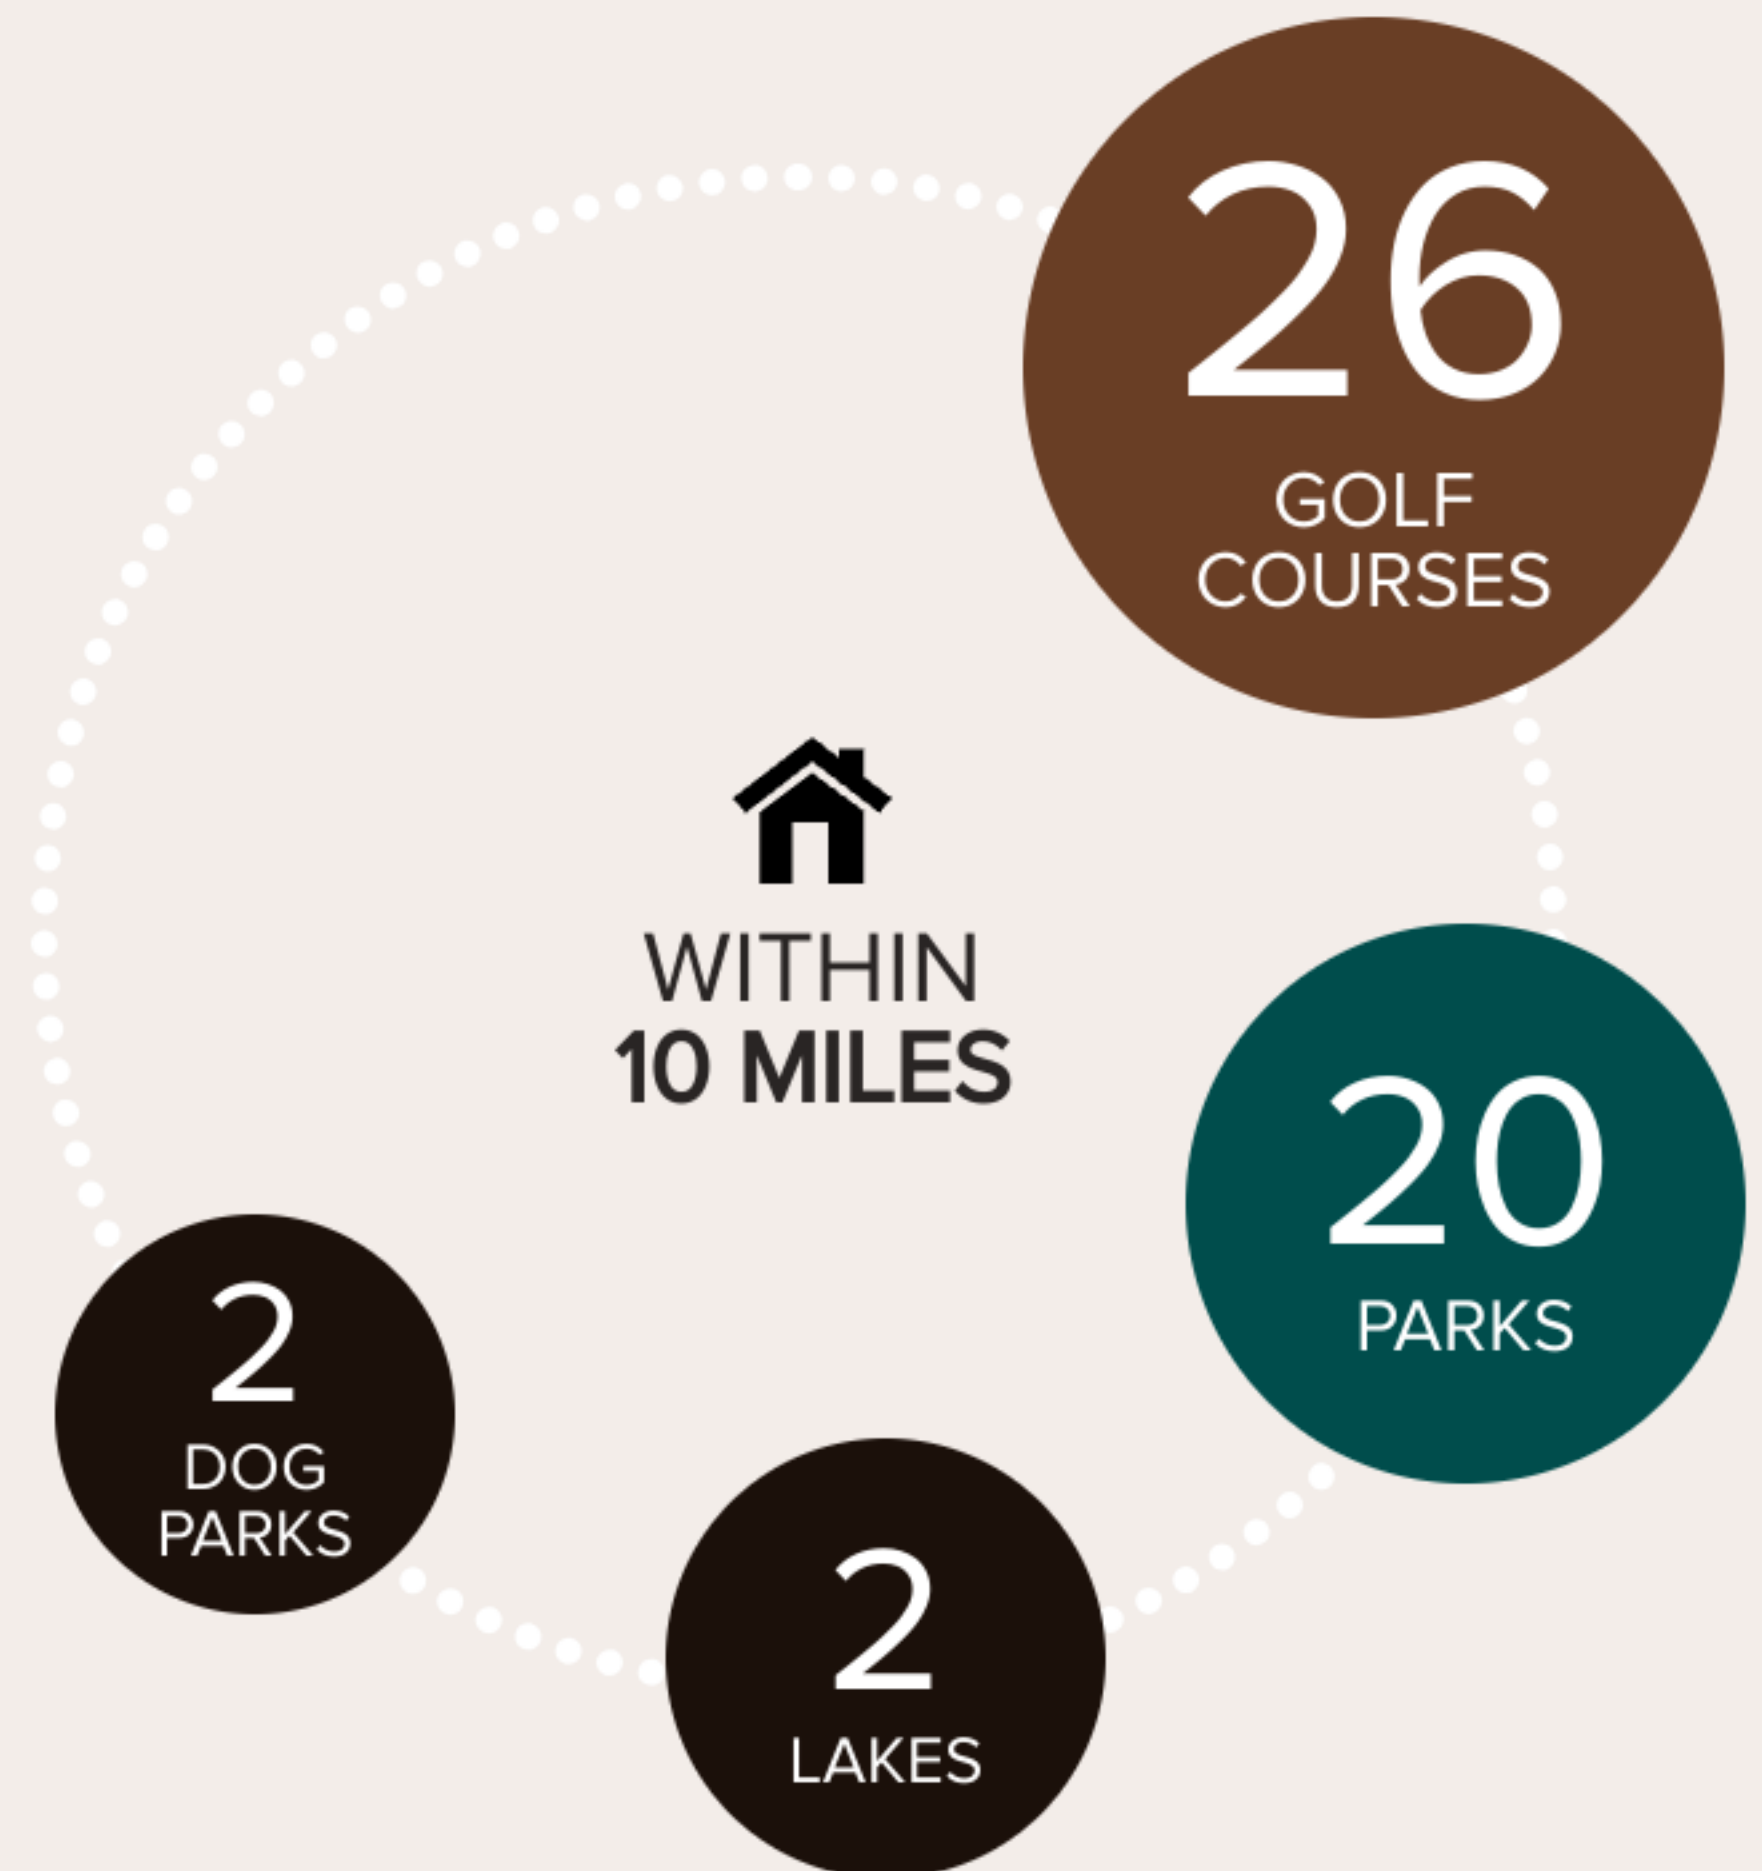 26
GOLF
COURSES
WITHIN
10 MILES
20
PARKS
2
DOG
PARKS
2
LAKES